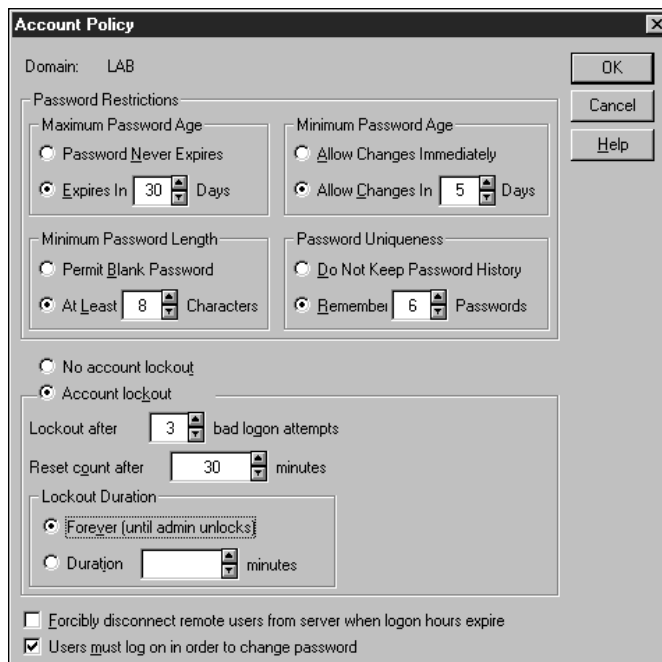 Account Policy
Domain: LAB
OK
Cancel
Help
Password Restrictions
Maximum Password Age
Password Never Expires
Expires In 30 Days
Minimum Password Age
Allow Changes Immediately
Allow Changes In 5 Days
Minimum Password Length
Permit Blank Password
At Least 8 Characters
Password Uniqueness
Do Not Keep Password History
Remember 6 Passwords
No account lockout
Account lockout
Lockout after 3 bad logon attempts
Reset count after 30 minutes
Lockout Duration
Forever (until admin unlocks)
Duration minutes
Forcibly disconnect remote users from server when logon hours expire
Users must log on in order to change password